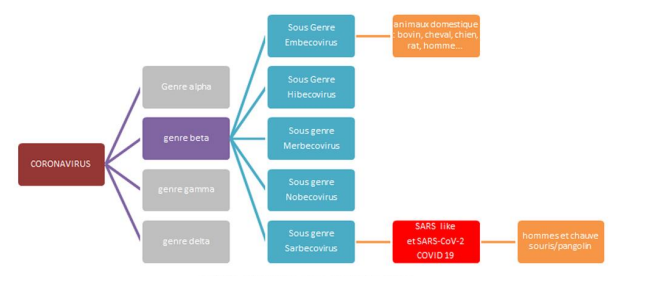 CORONAVIRUS
Genre alpha
genre beta
genre gamma
genre delta
Sous Genre
Embecovirus
Sous Genre
Hibecovirus
Sous genre
Merbecovirus
Sous genre
Nobecovirus
Sous genre
Sarbecovirus
animaux domestique
: bovin, cheval, chien,
rat, homme...
SARS like
et SARS-CoV-2
COVID 19
hommes et chauve
souris/pangolin